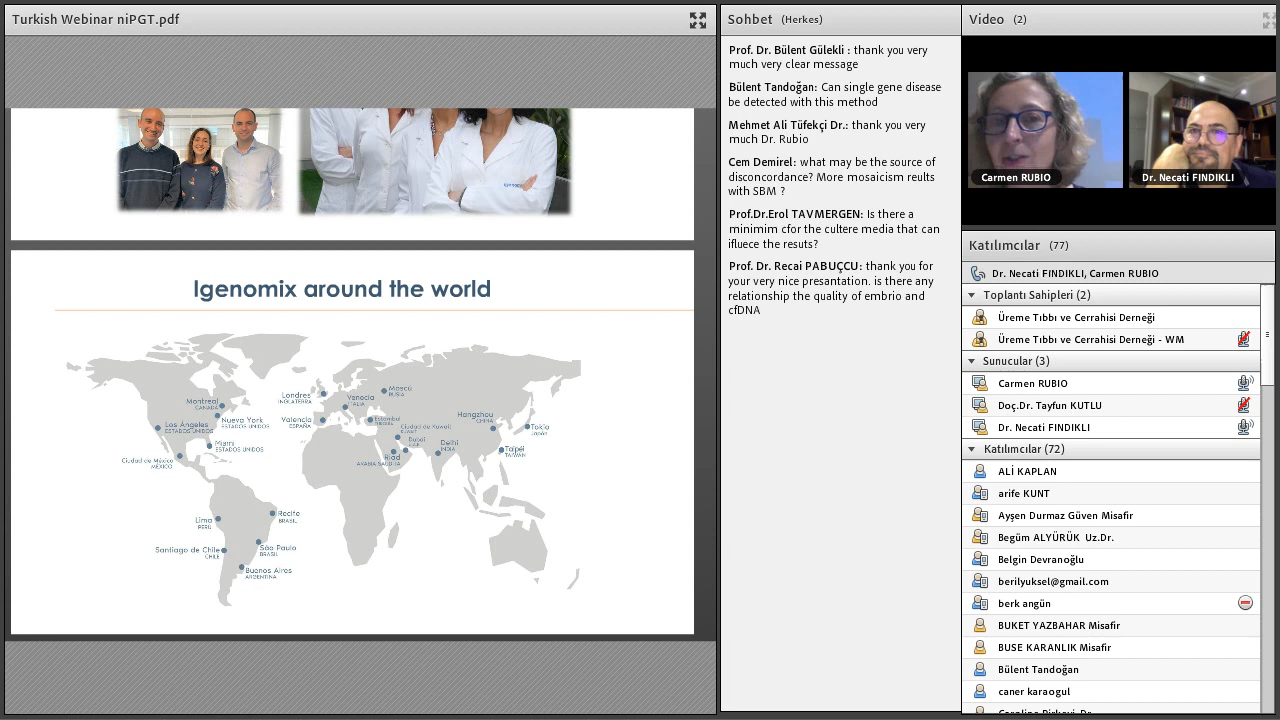 Turkish Webinar niPGT.pdf
Igenomix around the world
Montreal
CANADÁ
Nueva York
ESTADOS UNIDOS
Los Ángeles
ESTADOS UNIDOS
Miami
ESTADOS UNIDOS
Ciudad de México
MÉXICO
Londres
INGLATERRA
Valencia
ESPAÑA
Venecia
ITALIA
Moscú
RUSIA
Estambul
Ciudad de Kuwait
KUWAIT
Dubai
UAE
Riad
ARABIA SAUDITA
Delhi
INDIA
Hangzhou
CHINA
Tokio
Japón
Taipéi
TAIWAN
Lima
PERÚ
Recife
BRASIL
São Paulo
BRASIL
Santiago de Chile
CHILE
Buenos Aires
ARGENTINA
Sohbet (Herkes)
Prof. Dr. Bülent Gülekli : thank you very
much very clear message
Bülent Tandoğan: Can single gene disease
be detected with this method
Mehmet Ali Tüfekçi Dr.: thank you very
much Dr. Rubio
Cem Demirel: what may be the source of
disconcordance? More mosaicism reults
with SBM ?
Prof.Dr.Erol TAVMERGEN: Is there a
minimim cfor the cultere media that can
ifluece the resuts?
Prof. Dr. Recai PABUÇCU: thank you for
your very nice presantation. is there any
relationship the quality of embrio and
cfDNA
Video (2)
Carmen RUBIO
Dr. Necati FINDIKLI
Katılımcılar (77)
Dr. Necati FINDIKLI, Carmen RUBIO
Toplantı Sahipleri (2)
Üreme Tıbbı ve Cerrahisi Derneği
Üreme Tıbbı ve Cerrahisi Derneği - WM
Sunucular (3)
Carmen RUBIO
Doç.Dr. Tayfun KUTLU
Dr. Necati FINDIKLI
Katılımcılar (72)
ALİ KAPLAN
arife KUNT
Ayşen Durmaz Güven Misafir
Begüm ALYÜRÜK Uz.Dr.
Belgin Devranoğlu
berilyuksel@gmail.com
berk angün
BUKET YAZBAHAR Misafir
BUSE KARANLIK Misafir
Bülent Tandoğan
caner karaogul